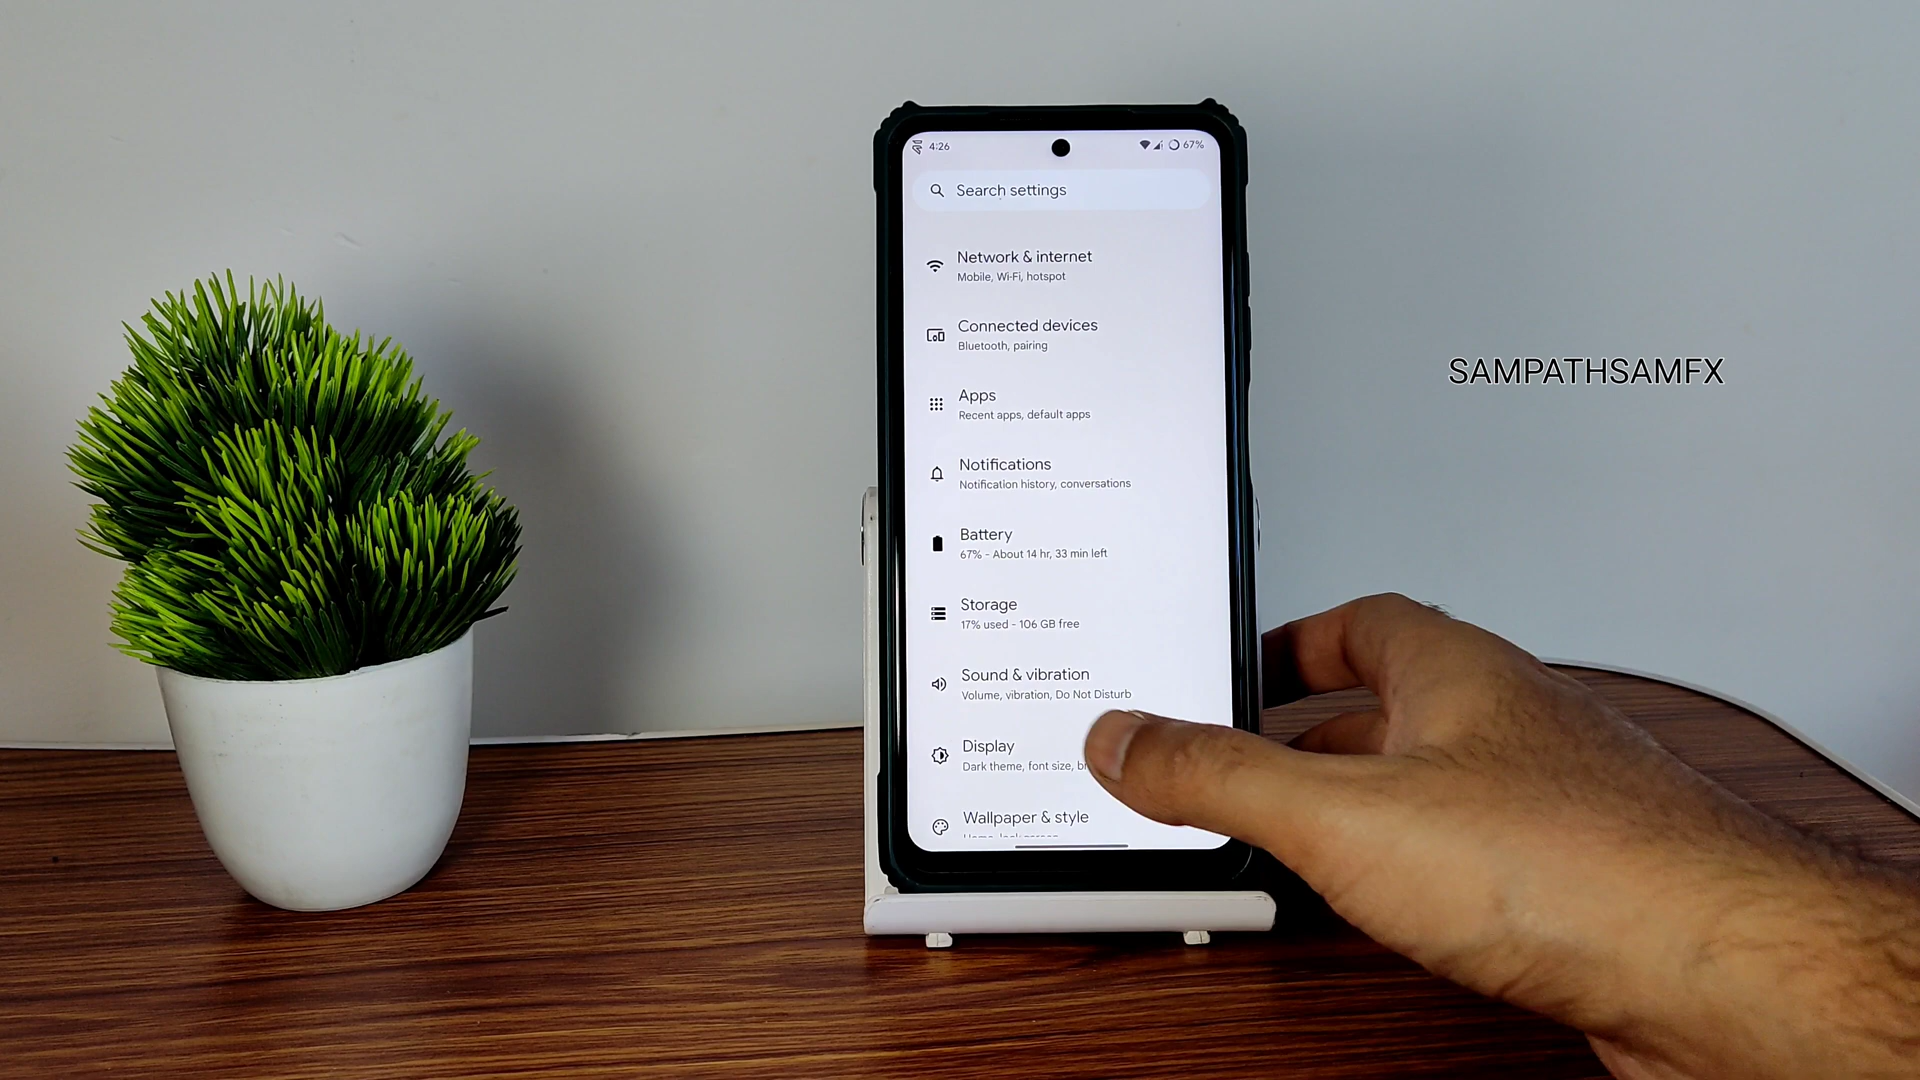 4:26
67%
Search settings
Network & internet
Mobile, Wi-Fi, hotspot
Connected devices
Bluetooth, pairing
Apps
Recent apps, default apps
Notifications
Notification history, conversations
Battery
67% - About 14 hr, 33 min left
Storage
17% used - 106 GB free
Sound & vibration
Volume, vibration, Do Not Disturb
Display
Dark theme, font size,
Wallpaper & style
SAMPATHSAMFX